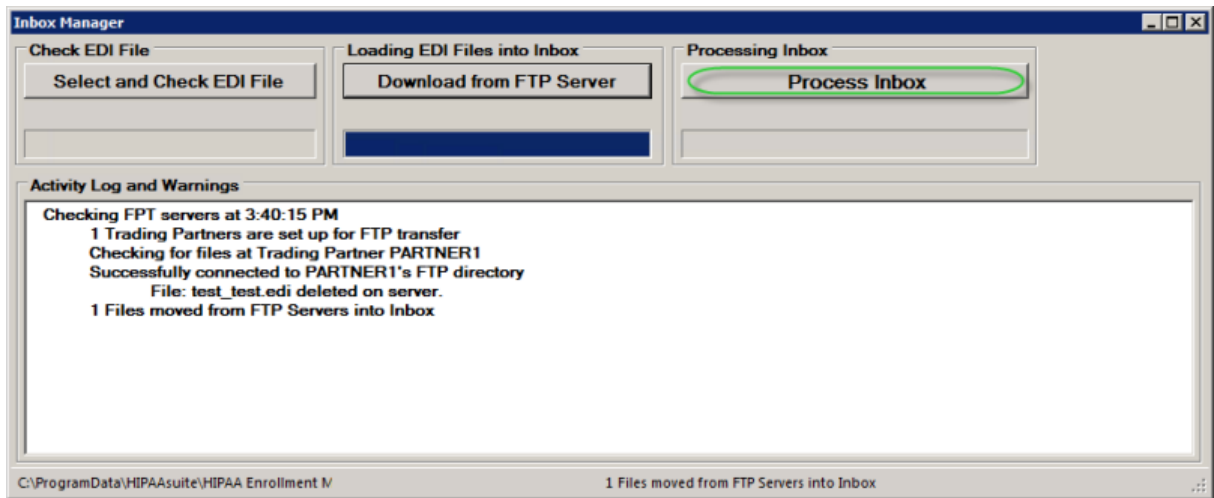 Inbox Manager
Check EDI File
Loading EDI Files into Inbox
Processing Inbox
Select and Check EDI File
Download from FTP Server
Process Inbox
Activity Log and Warnings
Checking FPT servers at 3:40:15 PM
1 Trading Partners are set up for FTP transfer
Checking for files at Trading Partner PARTNER1
Successfully connected to PARTNER1's FTP directory
File: test_test.edi deleted on server.
1 Files moved from FTP Servers into Inbox
C:\ProgramData\HIPAAsuite\HIPAA Enrollment
1 Files moved from FTP Servers into Inbox